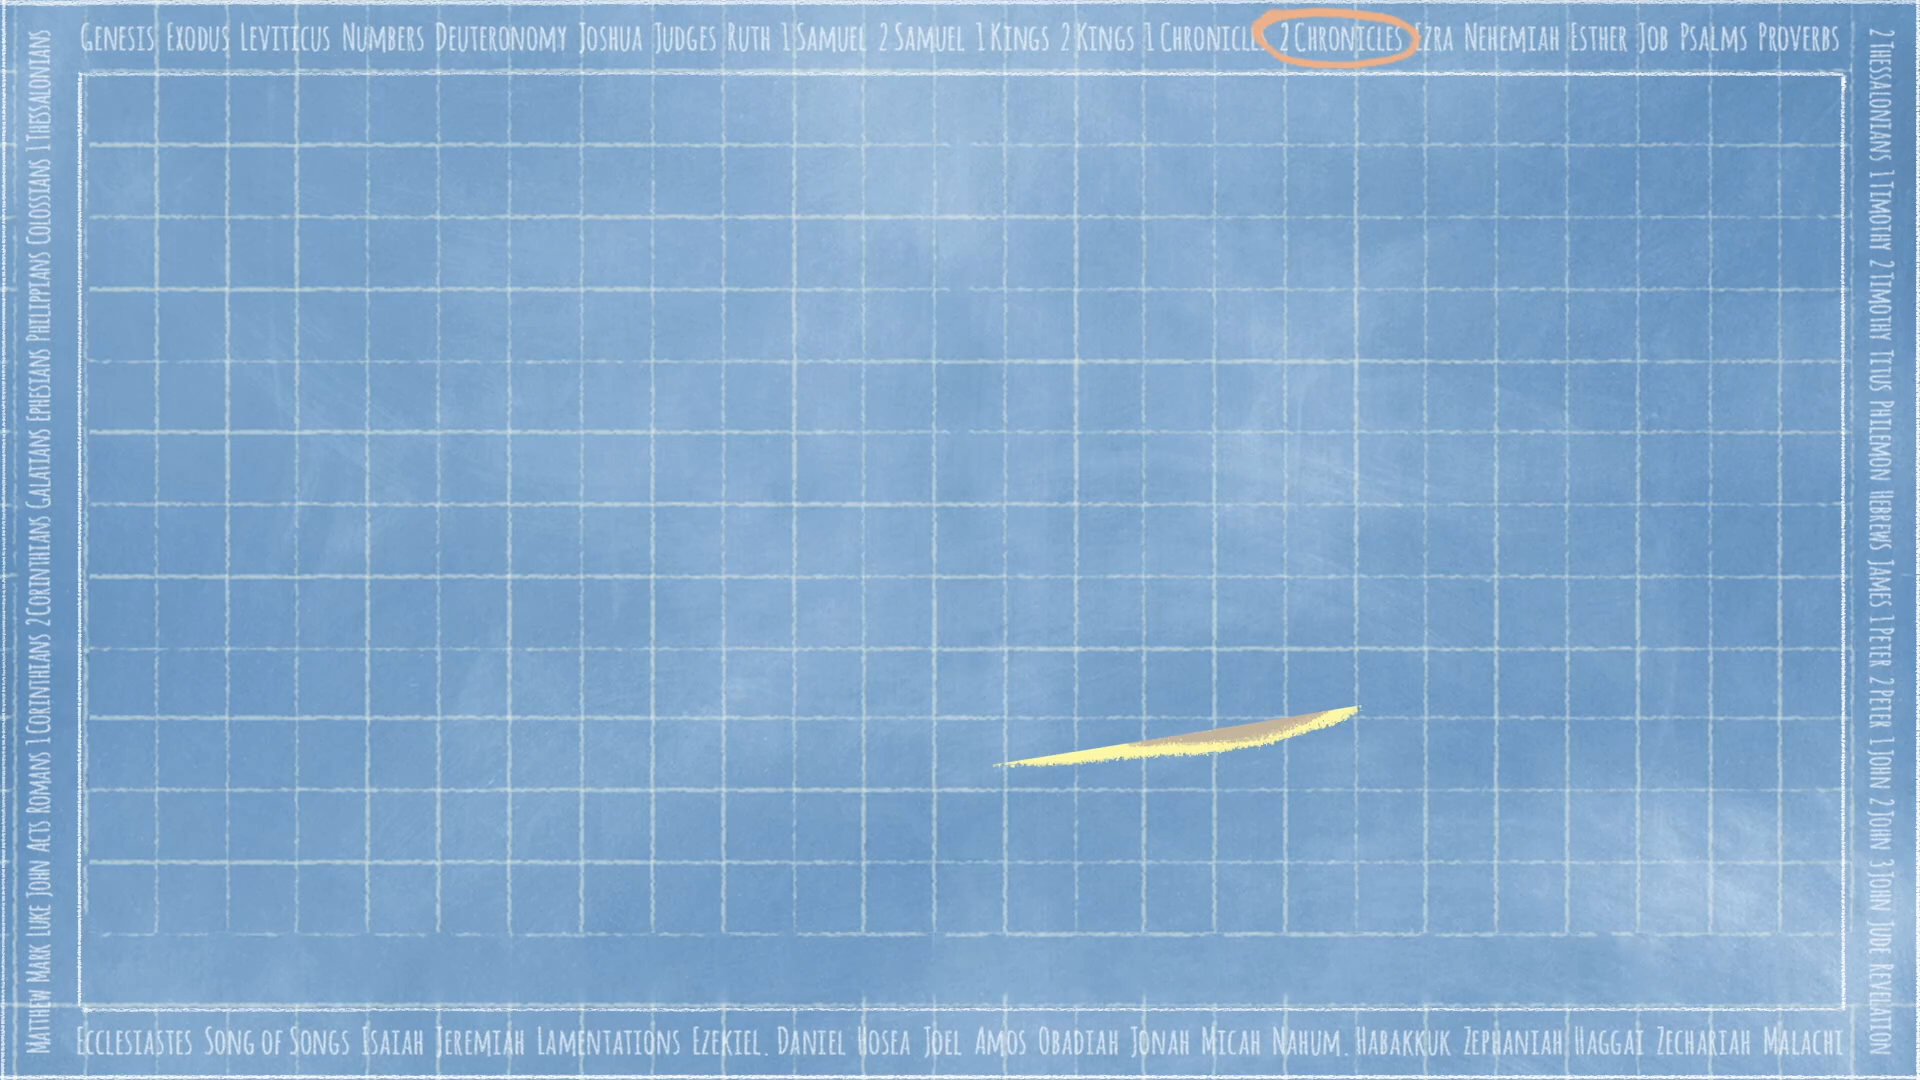 GENESIS EXODUS LEVITICUS NUMBERS DEUTERONOMY JOSHUA JUDGES RUTH 1 SAMUEL 2 SAMUEL 1 KINGS 2 KINGS 1 CHRONICLES 2 CHRONICLES EZRA NEHEMIAH ESTHER JOB PSALMS PROVERBS
MATTHEW MARK LUKE JOHN ACTS ROMANS 1 CORINTHIANS 2 CORINTHIANS GALATIANS EPHESIANS PHILIPPIANS COLOSSIANS 1 THESSALONIANS
2 THESSALONIANS 1 TIMOTHY 2 TIMOTHY TITUS PHILEMON HEBREWS JAMES 1 PETER 2 PETER 1 JOHN 2 JOHN 3 JOHN JUDE REVELATION
ECCLESIASTES SONG OF SONGS ISAIAH JEREMIAH LAMENTATIONS EZEKIEL. DANIEL HOSEA JOEL AMOS OBADIAH JONAH MICAH NAHUM. HABAKKUK ZEPHANIAH HAGGAI ZECHARIAH MALACHI